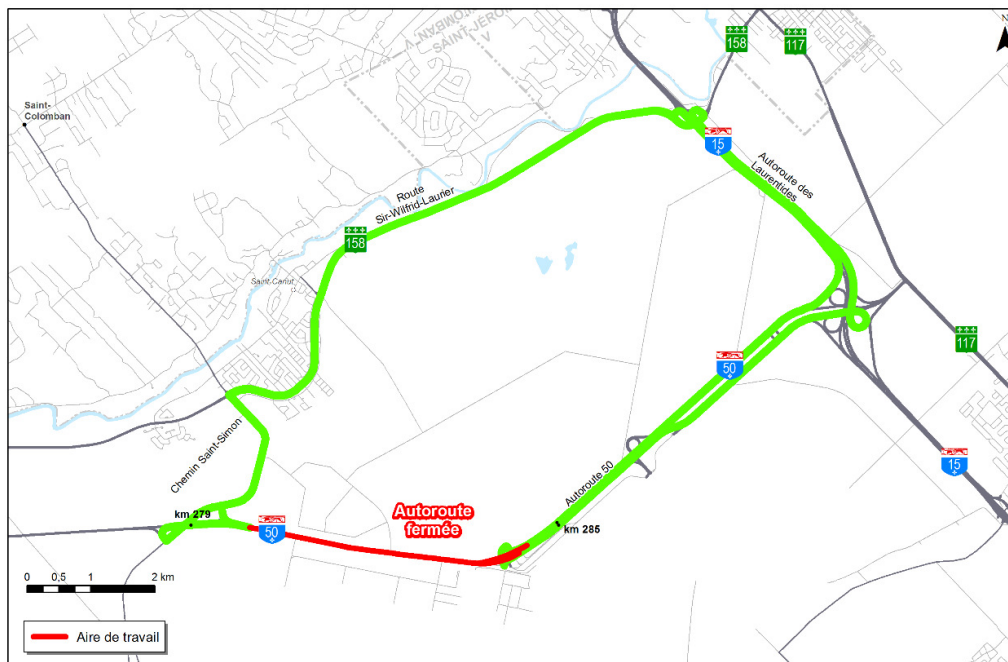 N
158
117
MOMBAN
SAINT-JÉRÔM
Saint-
Colomban
15
Autoroute des
Laurentides
Route
Sir-Wilfrid-Laurier
158
Saint-Canut
117
50
Chemin Saint-Simon
15
Autoroute 50
km 279
Autoroute
fermée
km 285
50
0 0,5 1 2 km
Aire de travail